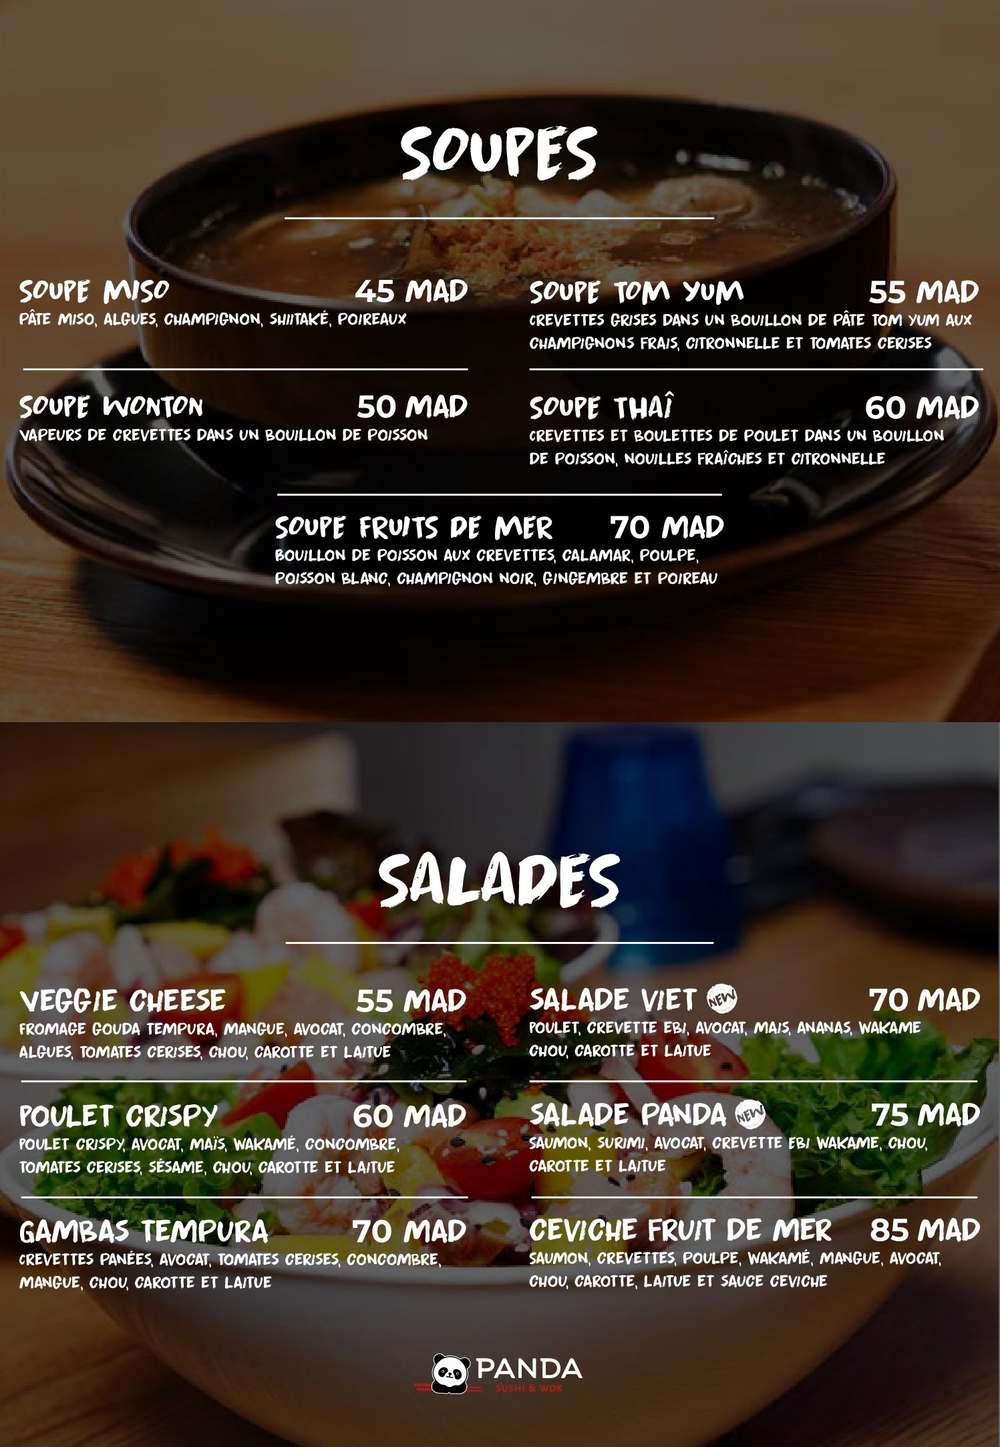 SOUPES
SOUPE MISO 45 MAD
PÂTE MISO, ALGUES, CHAMPIGNON, SHIITAKÉ, POIREAUX
SOUPE TOM YUM 55 MAD
CREVETTES GRISES DANS UN BOUILLON DE PÂTE TOM YUM AUX
CHAMPIGNONS FRAIS, CITRONNELLE ET TOMATES CERISES
SOUPE WONTON 50 MAD
VAPEURS DE CREVETTES DANS UN BOUILLON DE POISSON
SOUPE THAÎ 60 MAD
CREVETTES ET BOULETTES DE POULET DANS UN BOUILLON
DE POISSON, NOUILLES FRAÎCHES ET CITRONNELLE
SOUPE FRUITS DE MER 70 MAD
BOUILLON DE POISSON AUX CREVETTES, CALAMAR, POULPE,
POISSON BLANC, CHAMPIGNON NOIR, GINGEMBRE ET POIREAU
SALADES
VEGGIE CHEESE 55 MAD
FROMAGE GOUDA TEMPURA, MANGUE, AVOCAT, CONCOMBRE,
ALGUES, TOMATES CERISES, CHOU, CAROTTE ET LAITUE
SALADE VIET NEW 70 MAD
POULET, CREVETTE EBI, AVOCAT, MAIS, ANANAS, WAKAME
CHOU, CAROTTE ET LAITUE
POULET CRISPY 60 MAD
POULET CRISPY, AVOCAT, MAÏS, WAKAMÉ, CONCOMBRE,
TOMATES CERISES, SÉSAME, CHOU, CAROTTE ET LAITUE
SALADE PANDA NEW 75 MAD
SAUMON, SURIMI, AVOCAT, CREVETTE EBI WAKAME, CHOU,
CAROTTE ET LAITUE
GAMBAS TEMPURA 70 MAD
CREVETTES PANÉES, AVOCAT, TOMATES CERISES, CONCOMBRE,
MANGUE, CHOU, CAROTTE ET LAITUE
CEVICHE FRUIT DE MER 85 MAD
SAUMON, CREVETTES, POULPE, WAKAMÉ, MANGUE, AVOCAT,
CHOU, CAROTTE, LAITUE ET SAUCE CEVICHE
PANDA
SUSHI & WOK